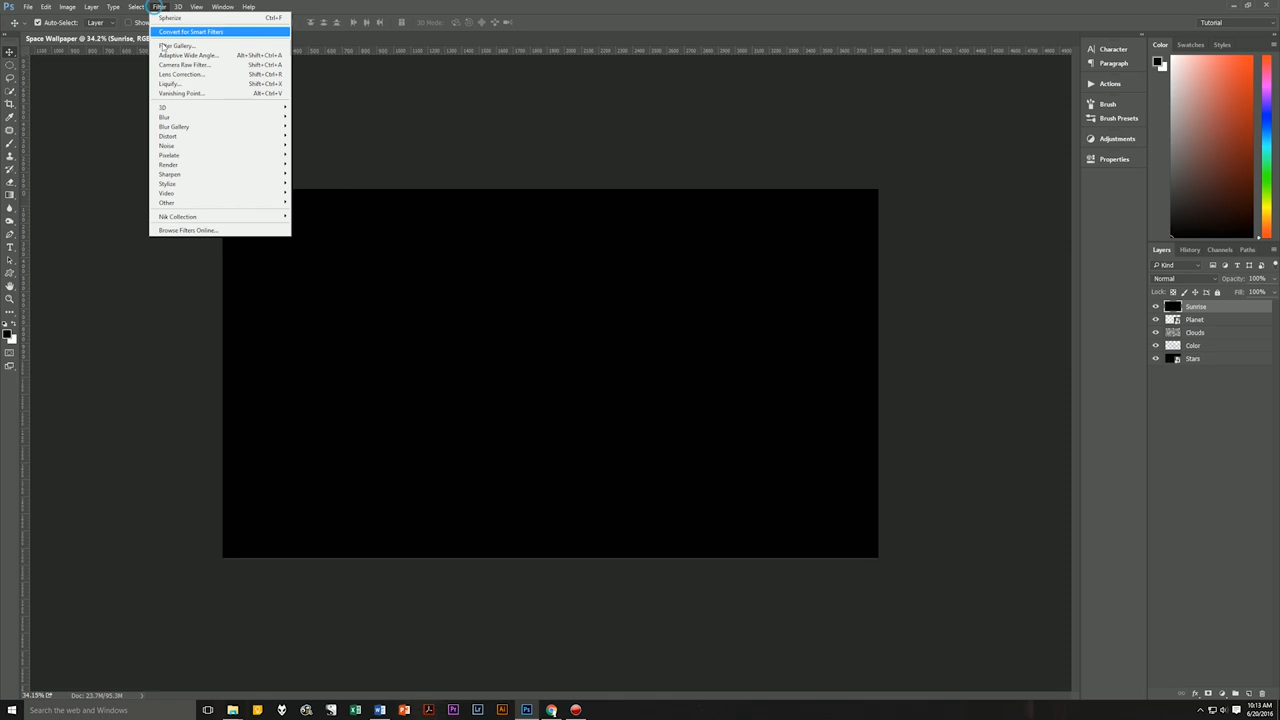 Ps File Edit Image Layer Type Select Filter 3D View Window Help
Auto-Select: Layer Show 3D Mode: Tutorial
Space Wallpaper @ 34.2% (Sunrise, RGB
Spherize Ctrl+F
Convert for Smart Filters
Filter Gallery...
Adaptive Wide Angle... Alt+Shift+Ctrl+A
Camera Raw Filter... Shift+Ctrl+A
Lens Correction... Shift+Ctrl+R
Liquify... Shift+Ctrl+X
Vanishing Point... Alt+Ctrl+V
3D
Blur
Blur Gallery
Distort
Noise
Pixelate
Render
Sharpen
Stylize
Video
Other
Nik Collection
Browse Filters Online...
Character
Paragraph
Actions
Brush
Brush Presets
Adjustments
Properties
Color Swatches Styles
Layers History Channels Paths
Kind
Normal Opacity: 100%
Lock: Fill: 100%
Sunrise
Planet
Clouds
Color
Stars
34.15% Doc: 23.7M/95.3M
Search the web and Windows
10:13 AM
6/20/2016